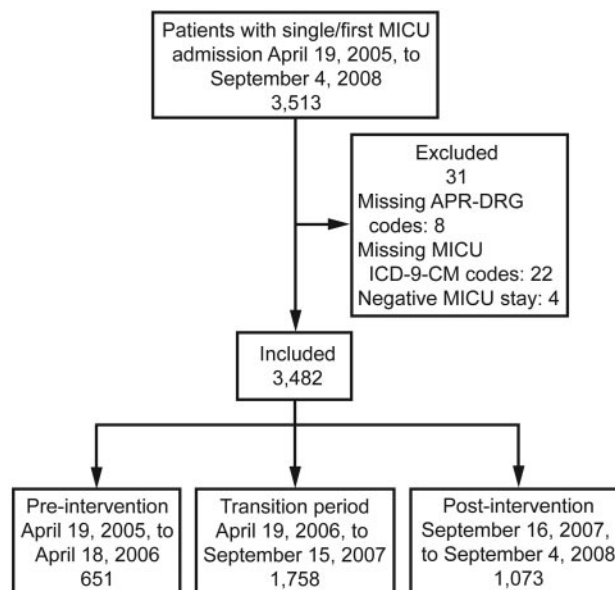 Patients with single/first MICU
admission April 19, 2005, to
September 4, 2008
3,513
Excluded
31
Missing APR-DRG
codes: 8
Missing MICU
ICD-9-CM codes: 22
Negative MICU stay: 4
Included
3,482
Pre-intervention
April 19, 2005, to
April 18, 2006
651
Transition period
April 19, 2006, to
September 15, 2007
1,758
Post-intervention
September 16, 2007,
to September 4, 2008
1,073